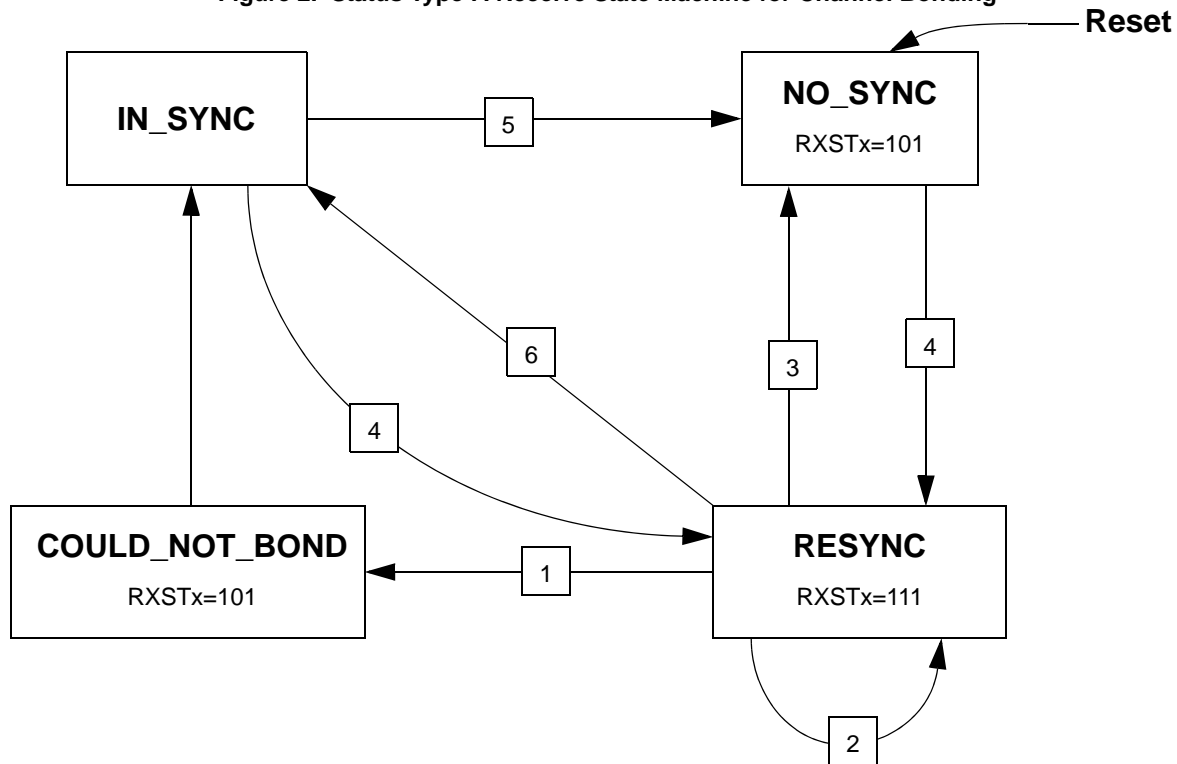 Figure 2. Status Type A Receive State Machine for Channel Bonding
Reset
IN_SYNC
NO_SYNC
RXSTx=101
5
6
3
4
4
COULD_NOT_BOND
RXSTx=101
1
RESYNC
RXSTx=111
2